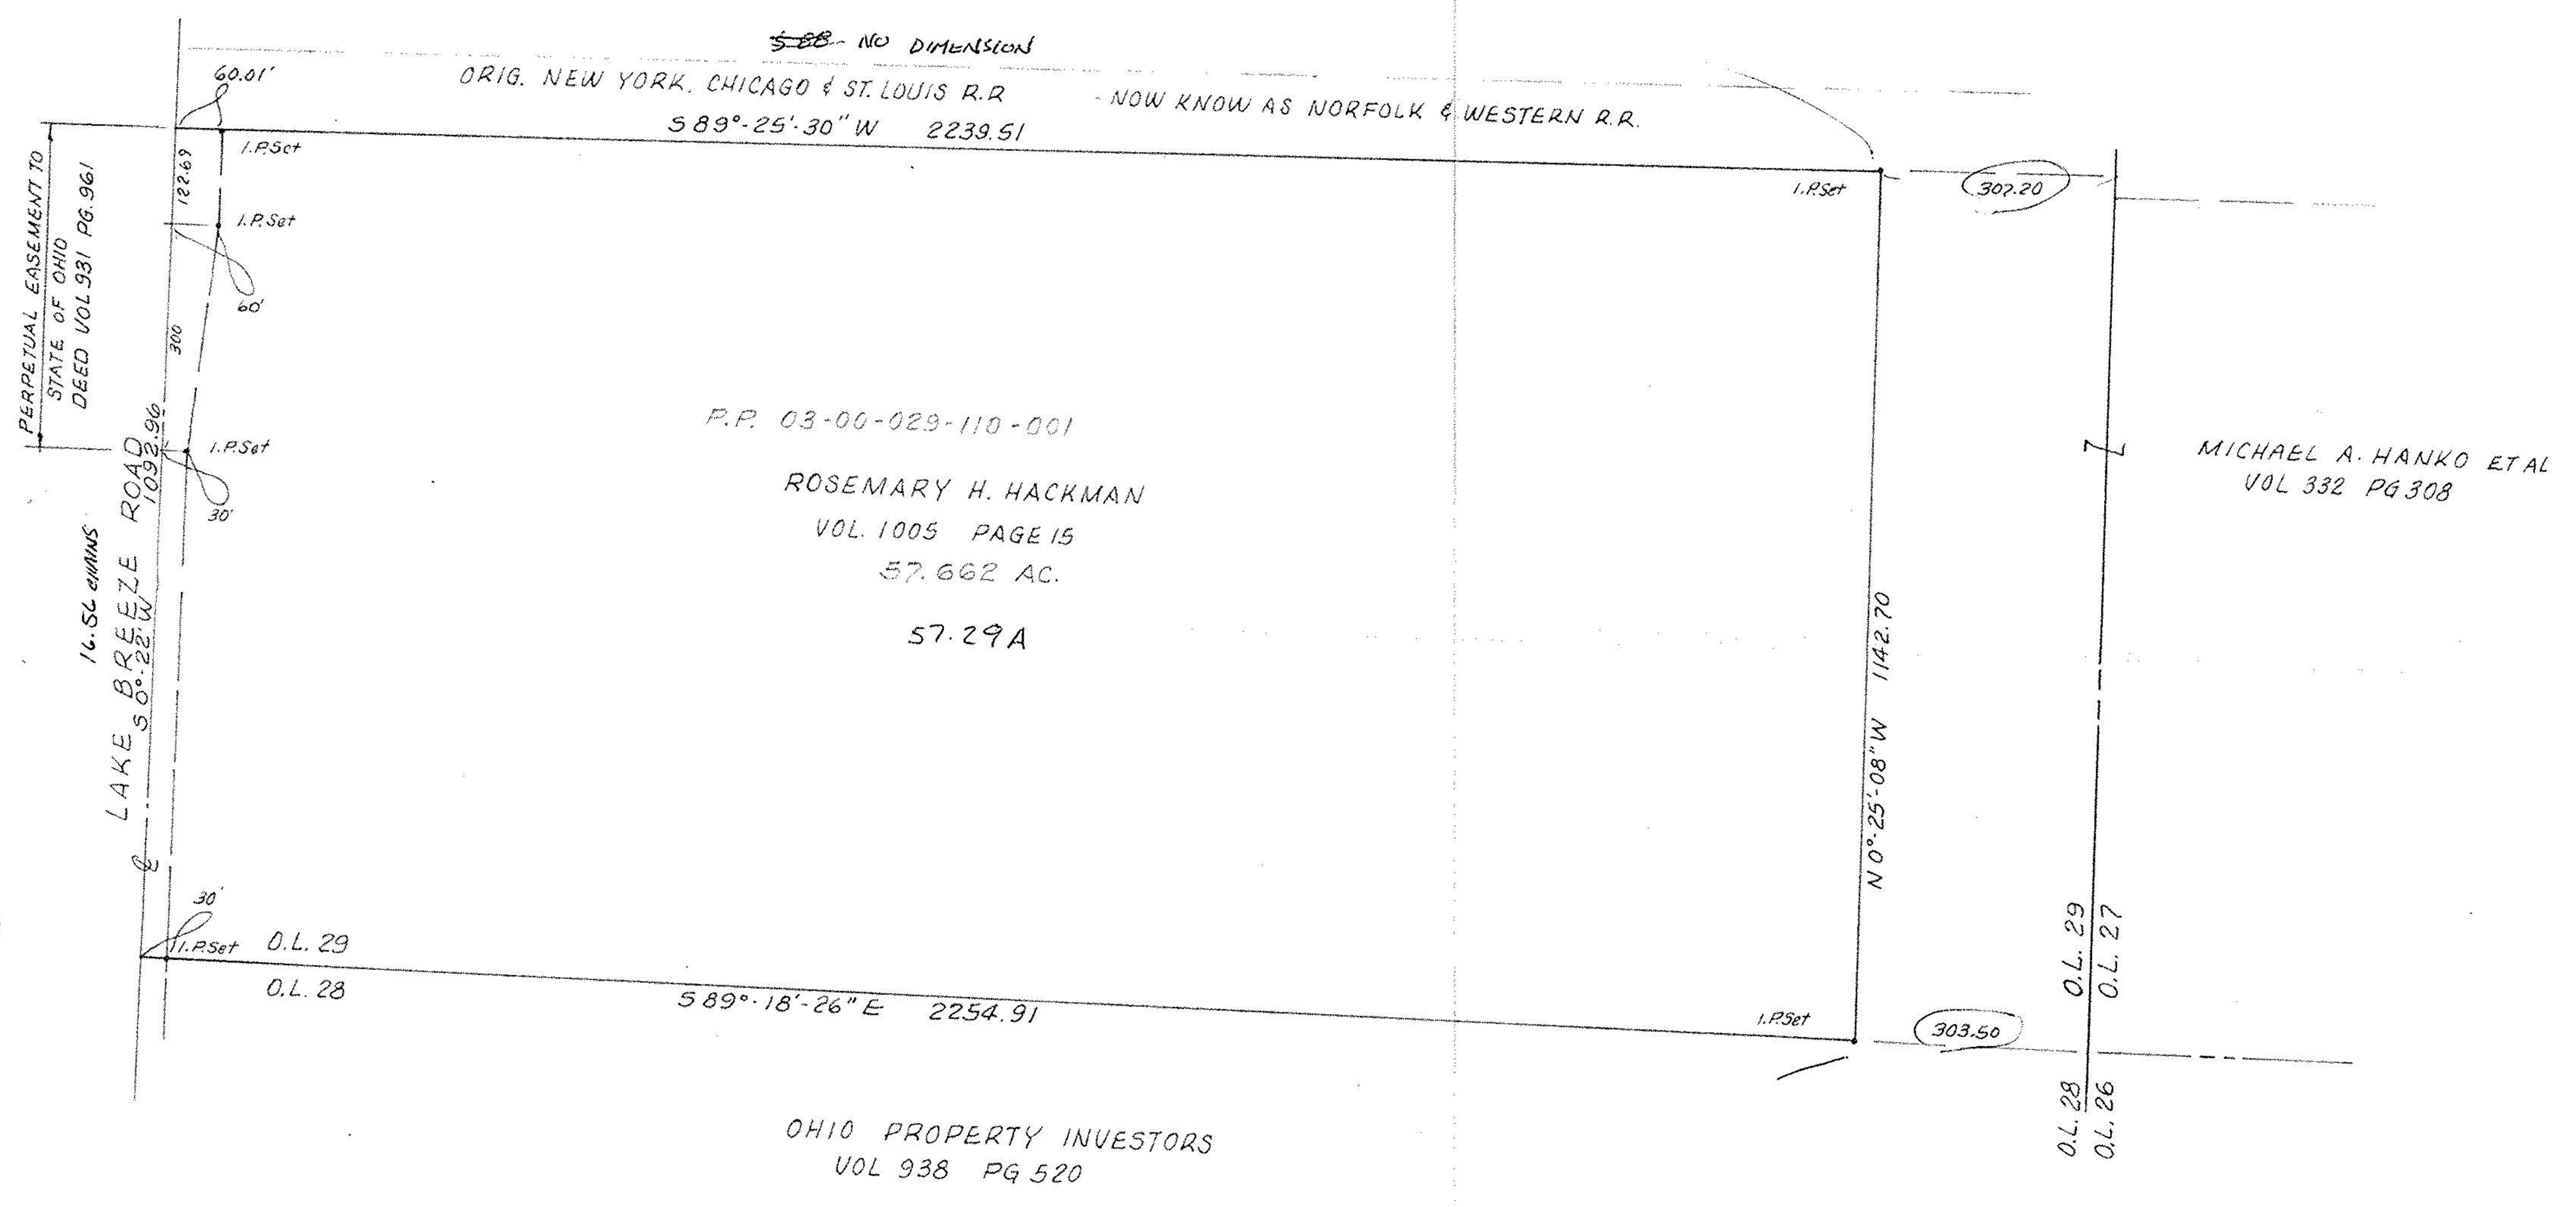 S 88 NO DIMENSION
60.01'
ORIG. NEW YORK, CHICAGO & ST. LOUIS R.R - NOW KNOW AS NORFOLK & WESTERN R.R.
S 89°-25'-30" W 2239.51
I.P.Set
I.P.Set
302.20
122.69
I.P.Set
60'
PERPETUAL EASEMENT TO
STATE OF OHIO
DEED VOL 931 PG. 961
300
I.P.Set
30'
P.P. 03-00-029-110-001
ROSEMARY H. HACKMAN
VOL. 1005 PAGE 15
57.662 AC.
57.29A
MICHAEL A. HANKO ET AL
VOL 332 PG 308
16.56 CHAINS
LAKE BREEZE ROAD
S 0°-22' W 1092.96
N 0°-25'-08" W 1142.70
30'
I.P.Set
O.L. 29
O.L. 28
S 89°-18'-26" E 2254.91
I.P.Set
303.50
O.L. 29
O.L. 27
O.L. 28
O.L. 26
OHIO PROPERTY INVESTORS
VOL 938 PG 520